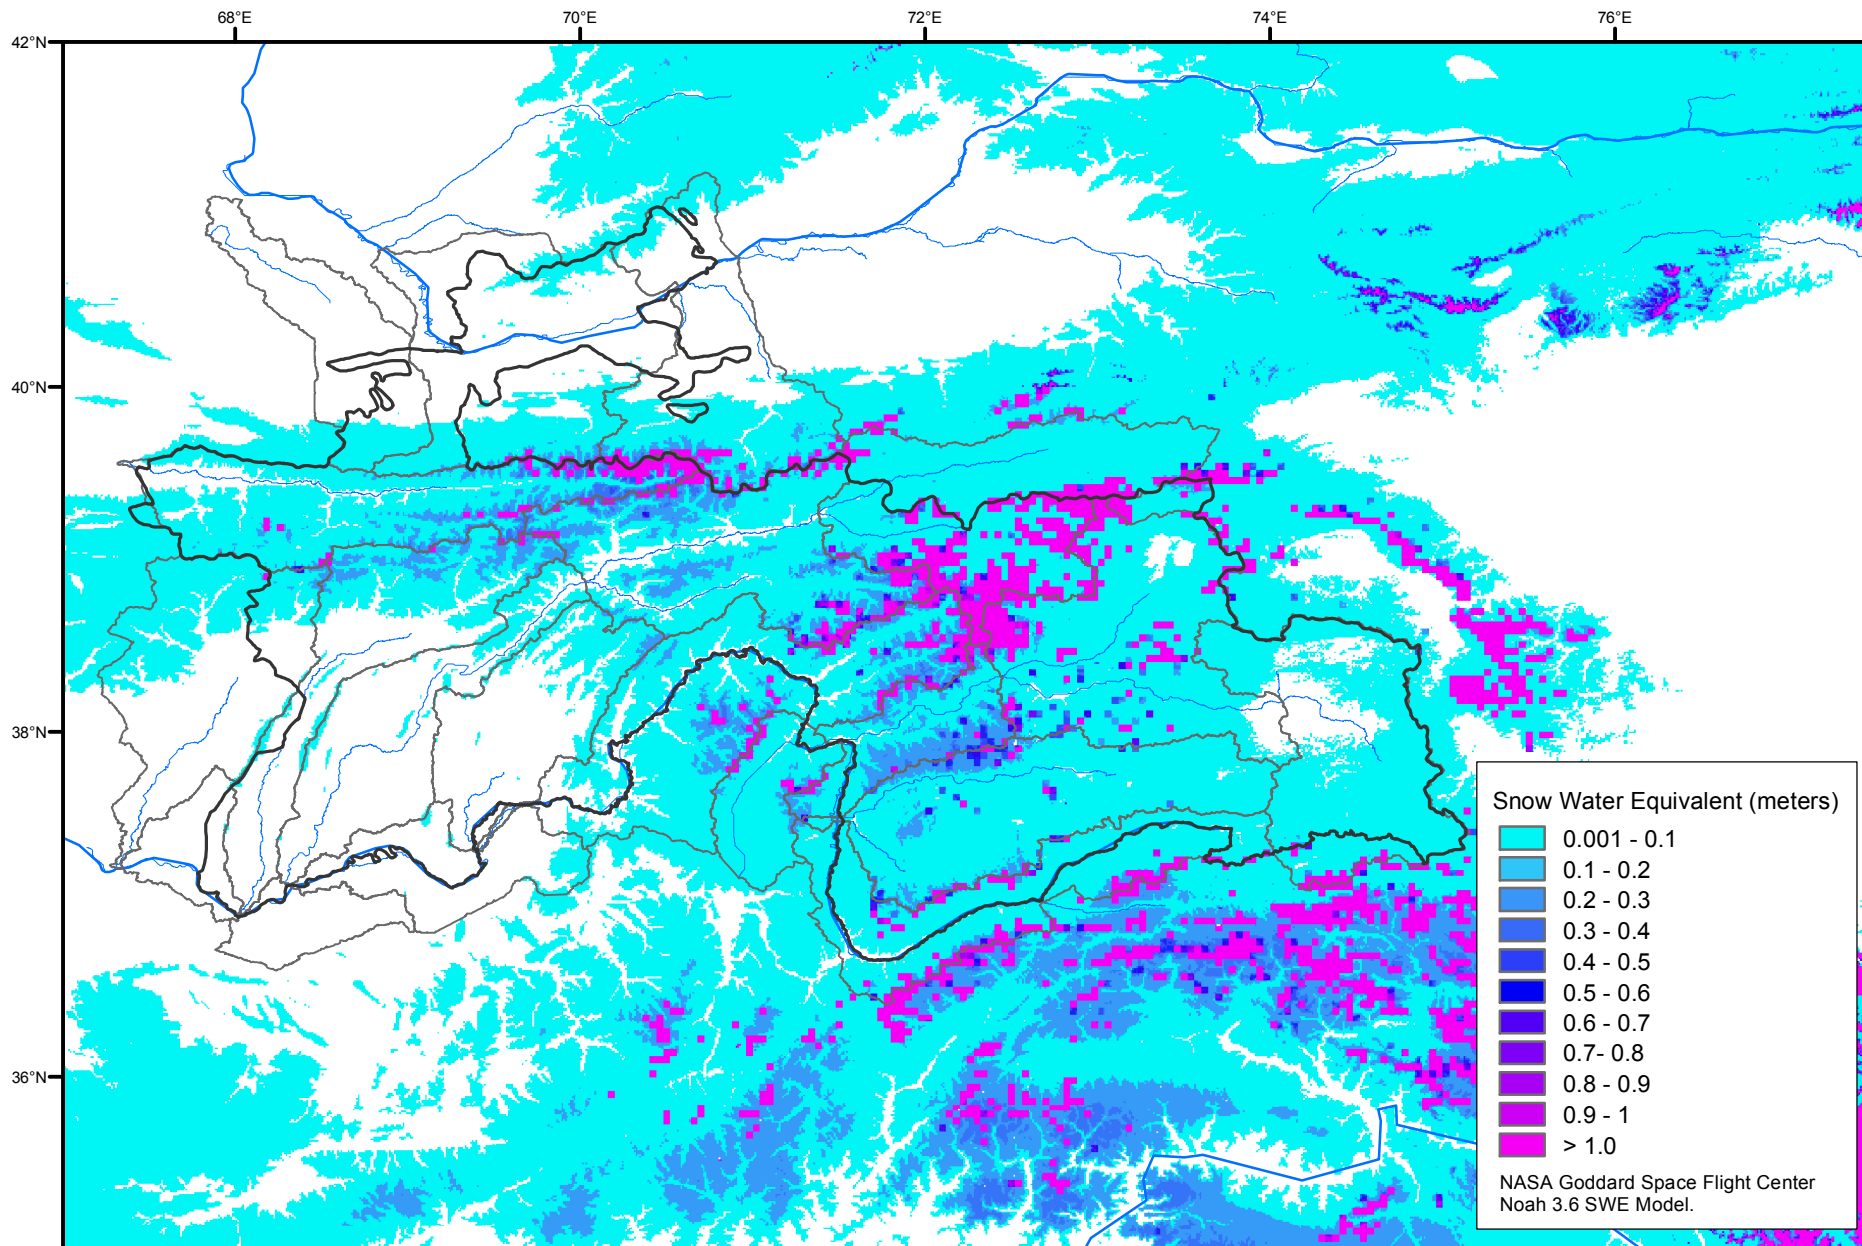 68°E
70°E
72°E
74°E
76°E
42°N
40°N
38°N
36°N
Snow Water Equivalent (meters)
0.001 - 0.1
0.1 - 0.2
0.2 - 0.3
0.3 - 0.4
0.4 - 0.5
0.5 - 0.6
0.6 - 0.7
0.7- 0.8
0.8 - 0.9
0.9 - 1
> 1.0
NASA Goddard Space Flight Center
Noah 3.6 SWE Model.